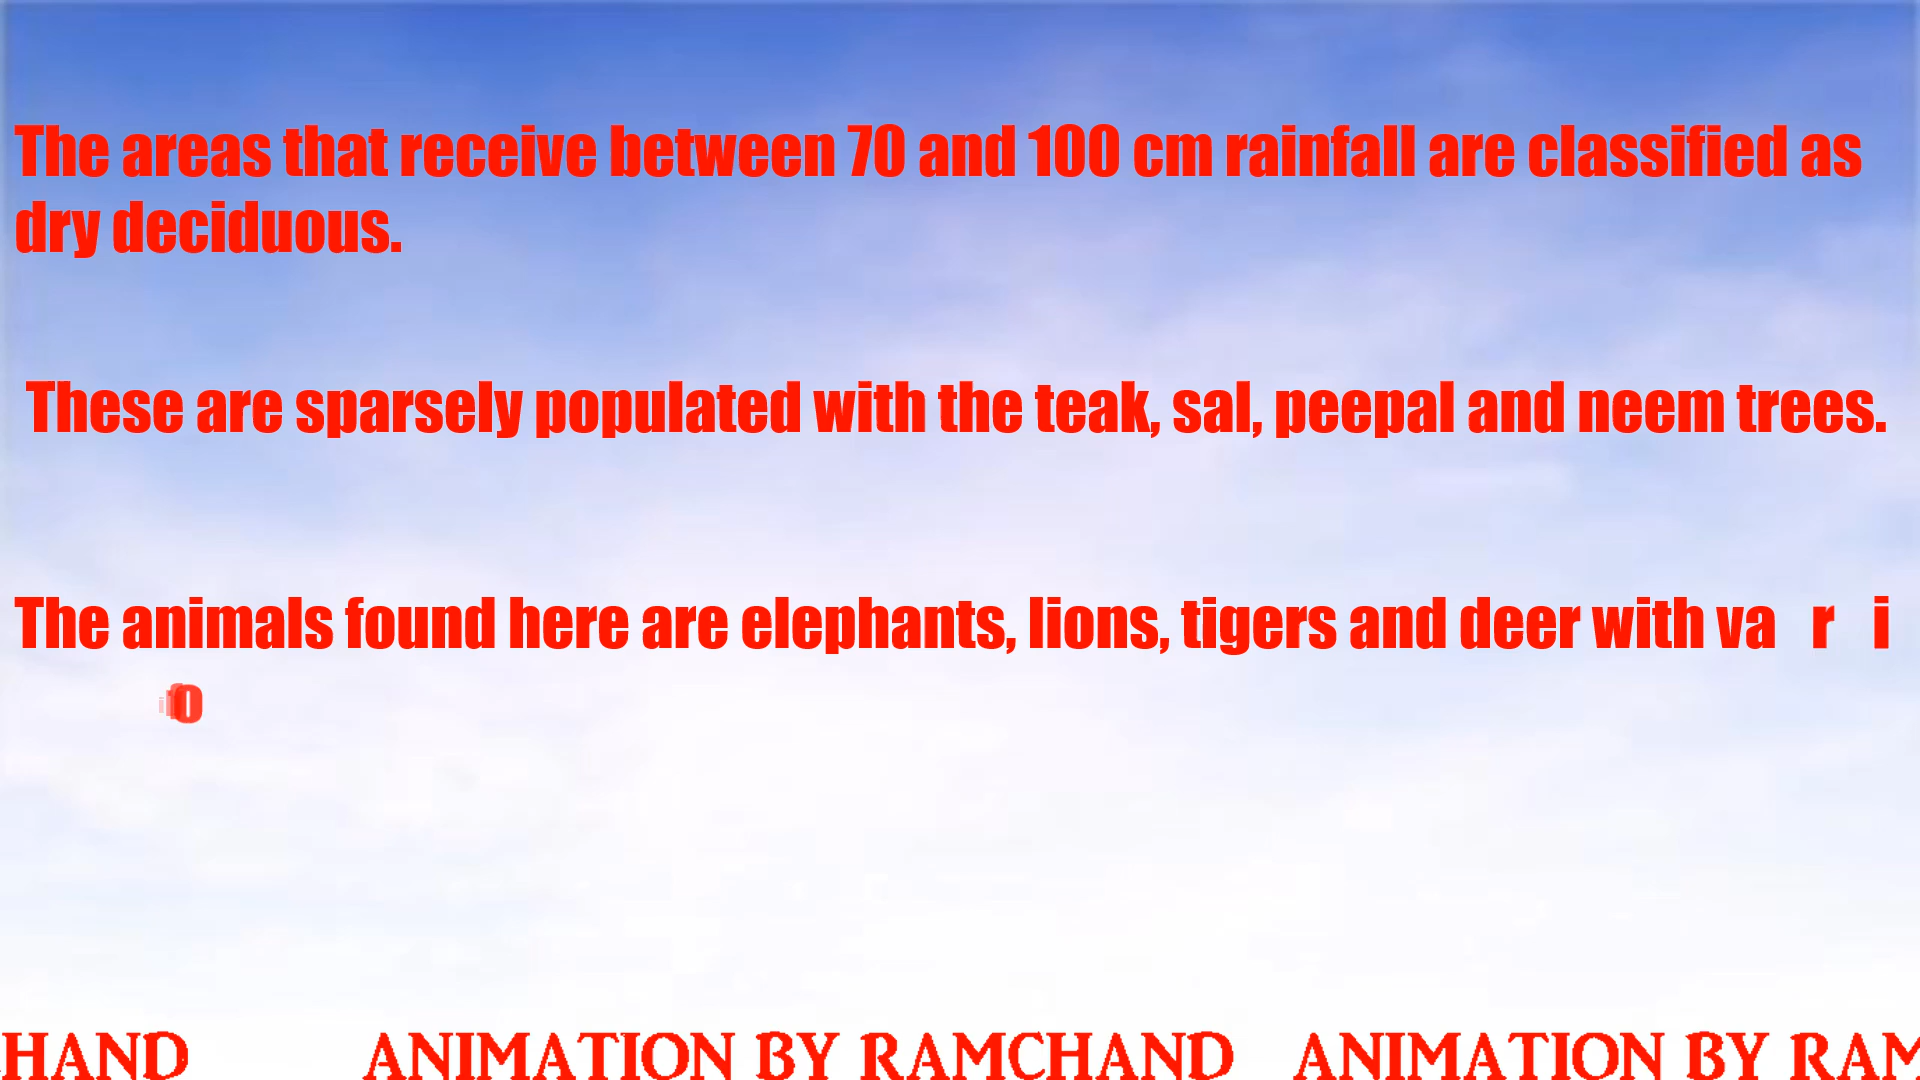 The areas that receive between 70 and 100 cm rainfall are classified as
dry deciduous.
These are sparsely populated with the teak, sal, peepal and neem trees.
The animals found here are elephants, lions, tigers and deer with va r i
o
HAND ANIMATION BY RAMCHAND ANIMATION BY RAM